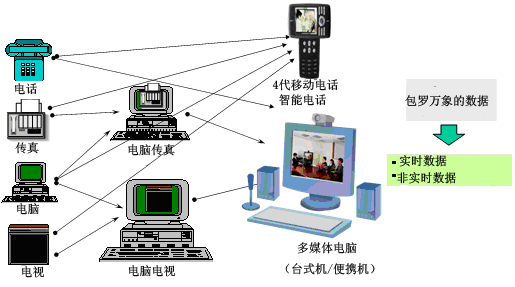 电话
传真
电脑
电视
电脑传真
电脑电视
4代移动电话
智能电话
多媒体电脑
（台式机/便携机）
包罗万象的数据
▪ 实时数据
▪ 非实时数据